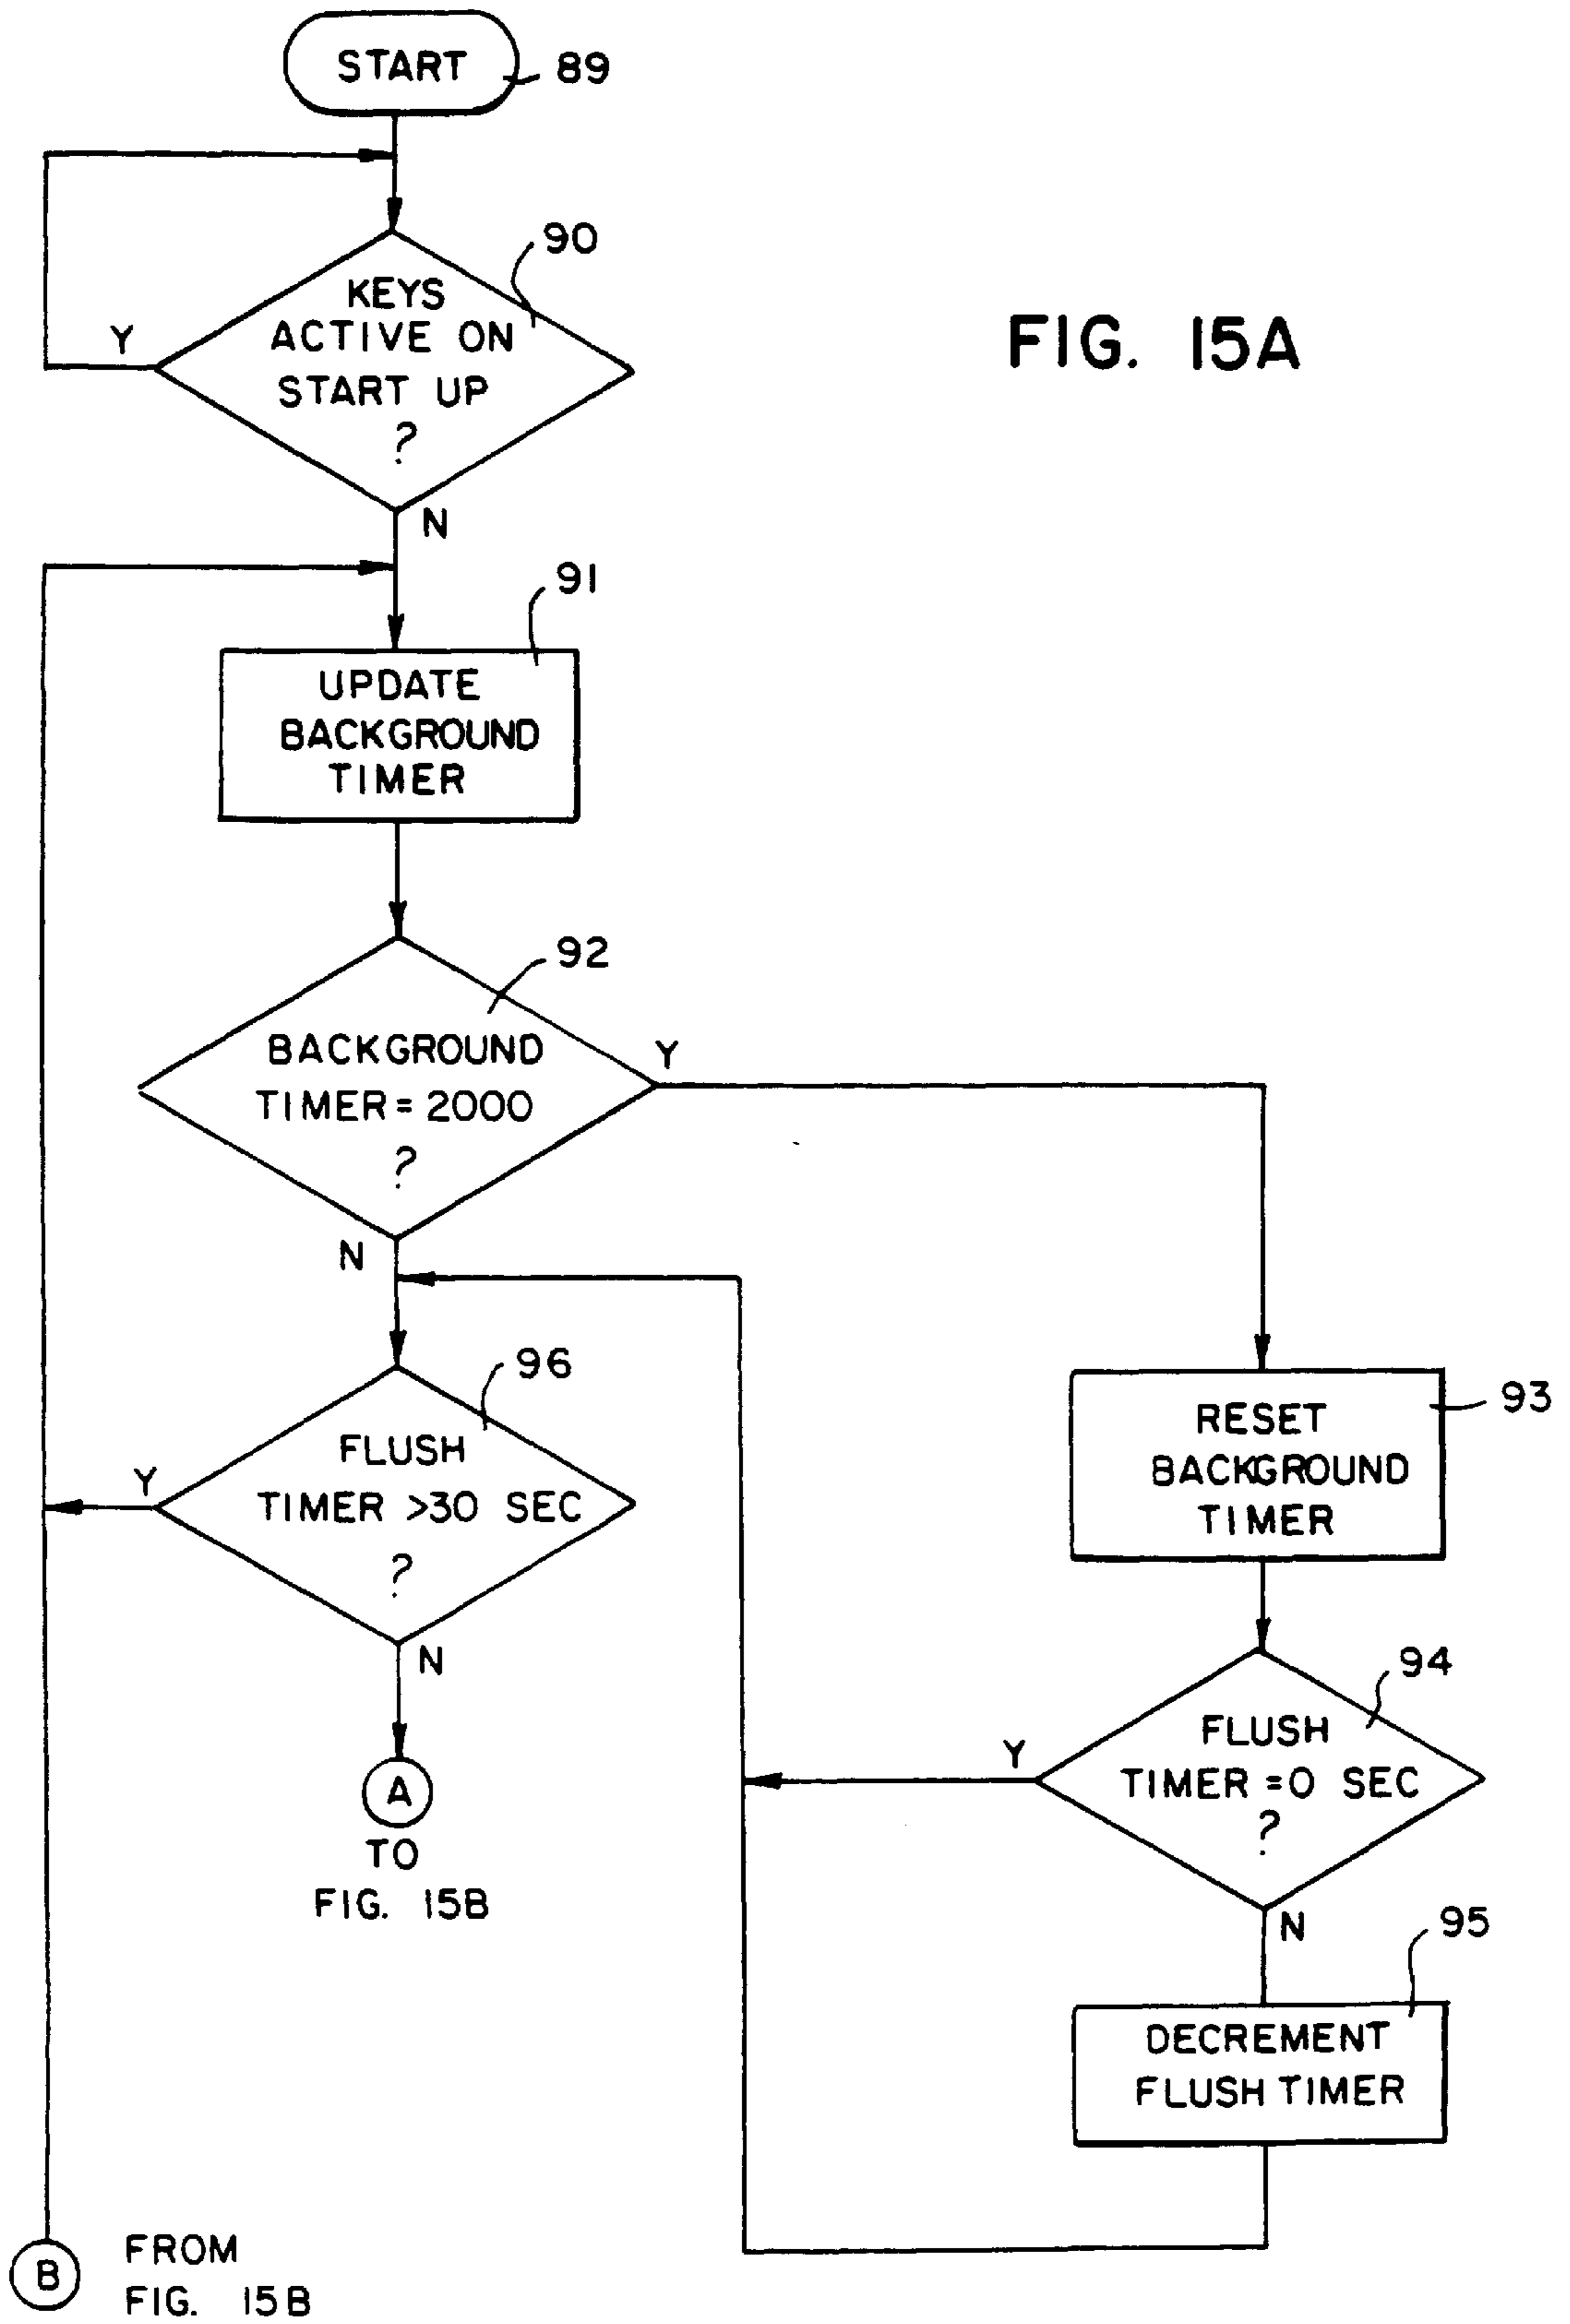 START
89
90
KEYS
ACTIVE ON
START UP
?
Y
N
FIG. 15A
91
UPDATE
BACKGROUND
TIMER
92
BACKGROUND
TIMER = 2000
?
Y
N
96
FLUSH
TIMER >30 SEC
?
Y
N
A
TO
FIG. 15B
93
RESET
BACKGROUND
TIMER
94
FLUSH
TIMER = 0 SEC
?
Y
N
95
DECREMENT
FLUSH TIMER
B
FROM
FIG. 15B